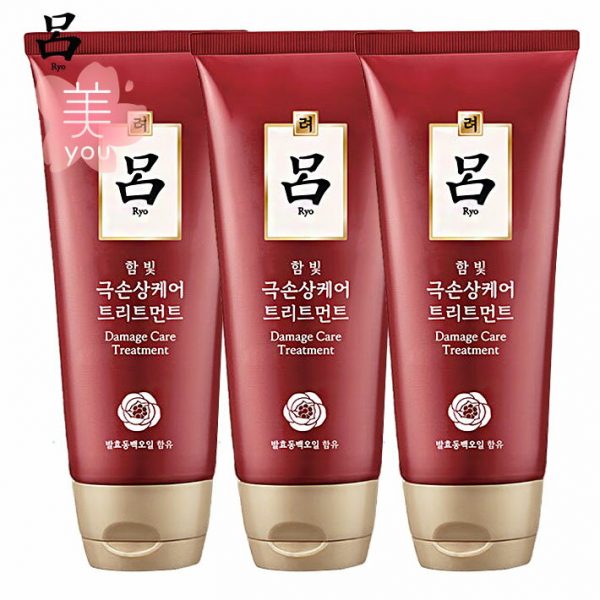 呂
Ryo
美
you
려
呂
Ryo
함빛
극손상케어
트리트먼트
Damage Care
Treatment
발효동백오일 함유
려
呂
Ryo
함빛
극손상케어
트리트먼트
Damage Care
Treatment
발효동백오일 함유
려
呂
Ryo
함빛
극손상케어
트리트먼트
Damage Care
Treatment
발효동백오일 함유